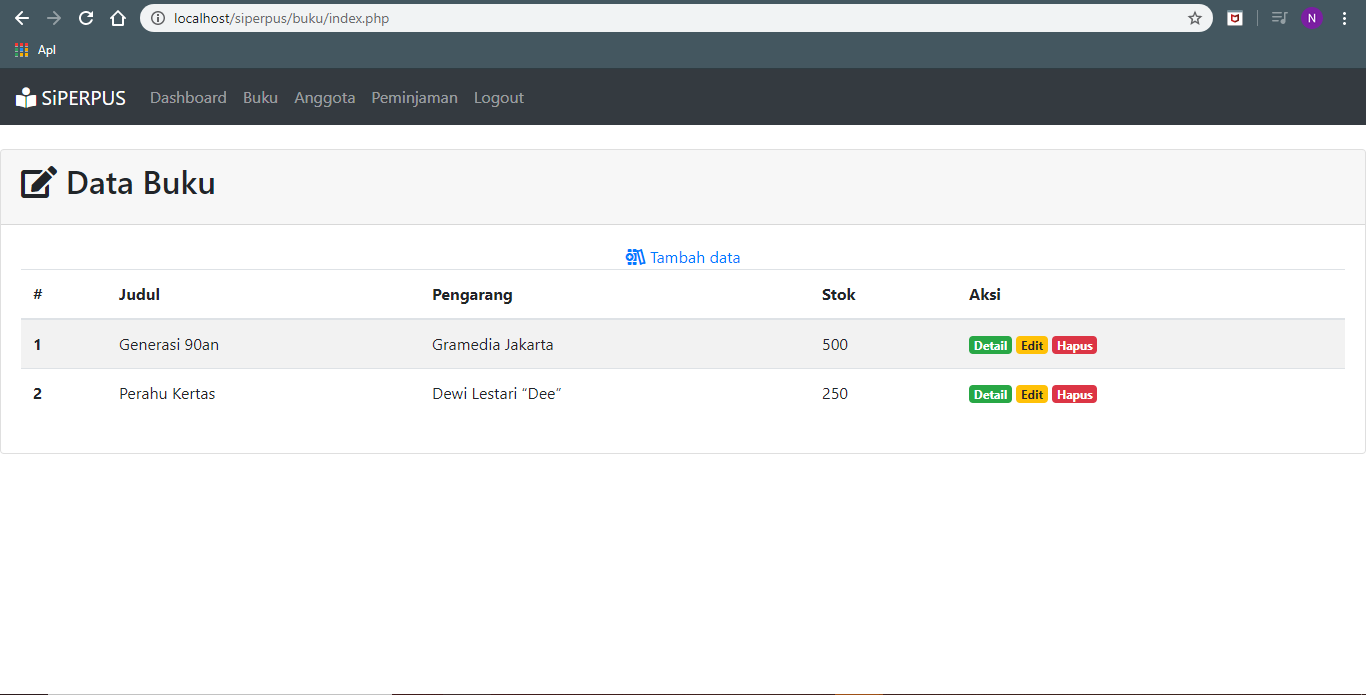 localhost/siperpus/buku/index.php
N
Apl
SiPERPUS Dashboard Buku Anggota Peminjaman Logout
Data Buku
Tambah data
# Judul Pengarang Stok Aksi
1 Generasi 90an Gramedia Jakarta 500 Detail Edit Hapus
2 Perahu Kertas Dewi Lestari “Dee” 250 Detail Edit Hapus